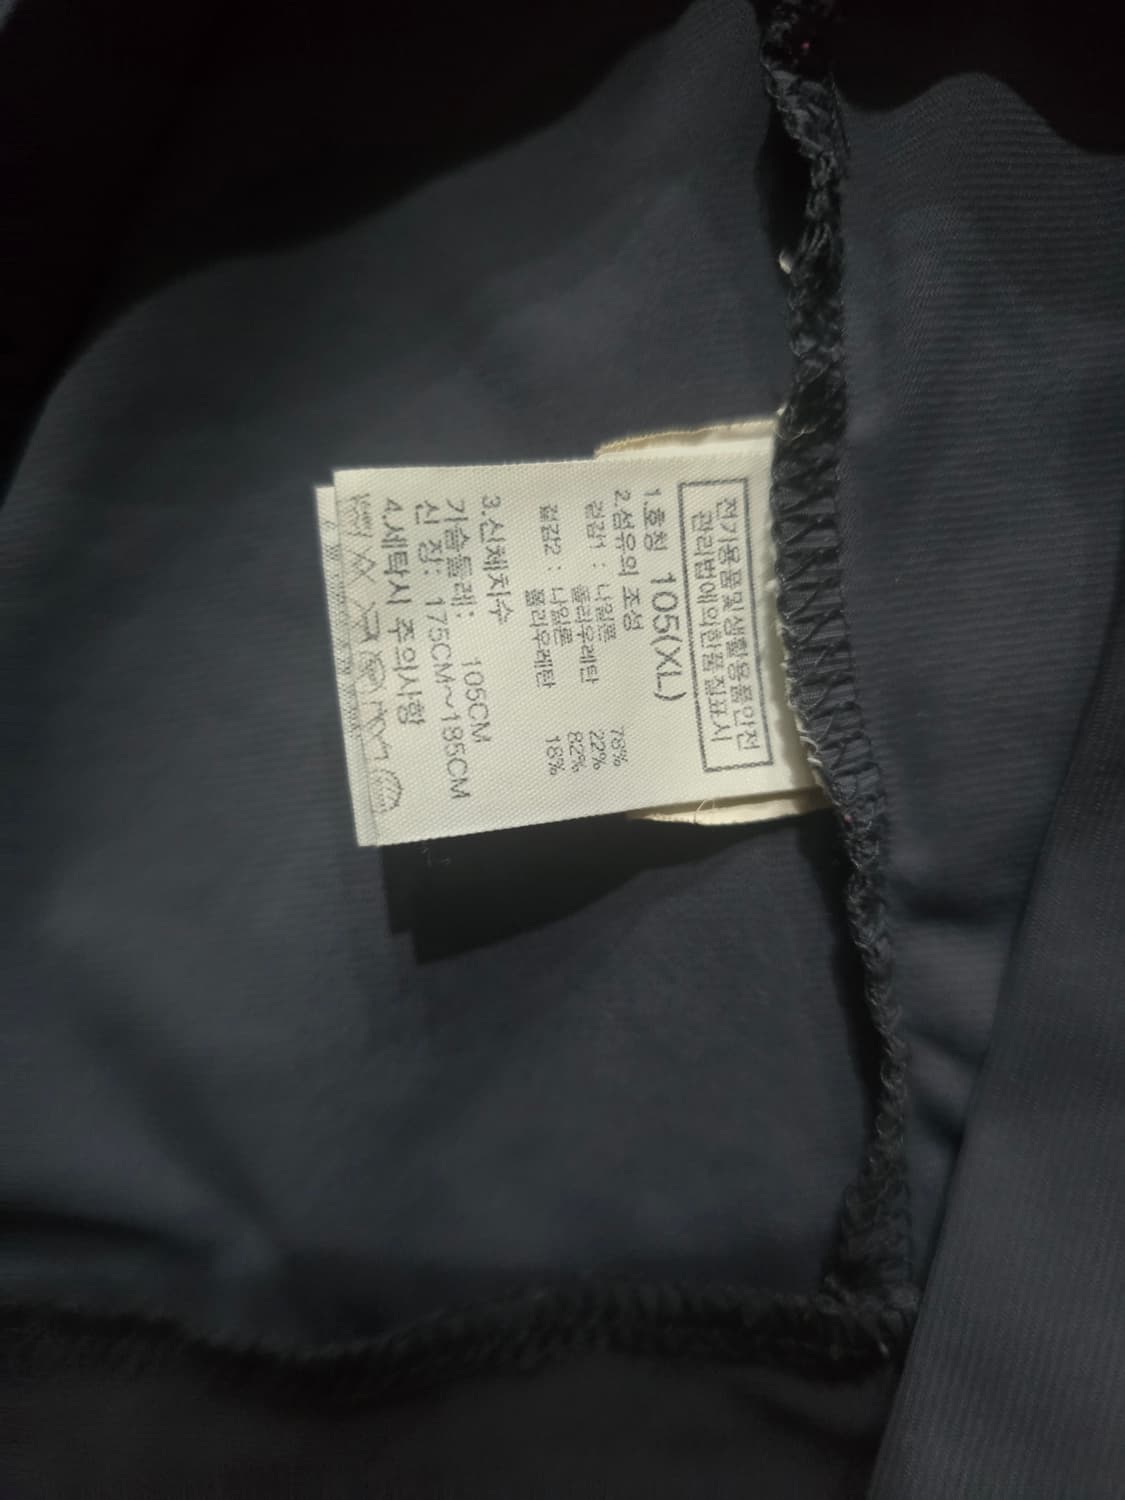 전기용품및생활용품안전
관리법에의한품질표시
1.호칭 105(XL)
2.섬유의 조성
겉감1 : 나일론 78%
폴리우레탄 22%
겉감2 : 나일론 82%
폴리우레탄 18%
3.신체치수
가슴둘레: 105CM
신 장: 175CM~185CM
4.세탁시 주의사항